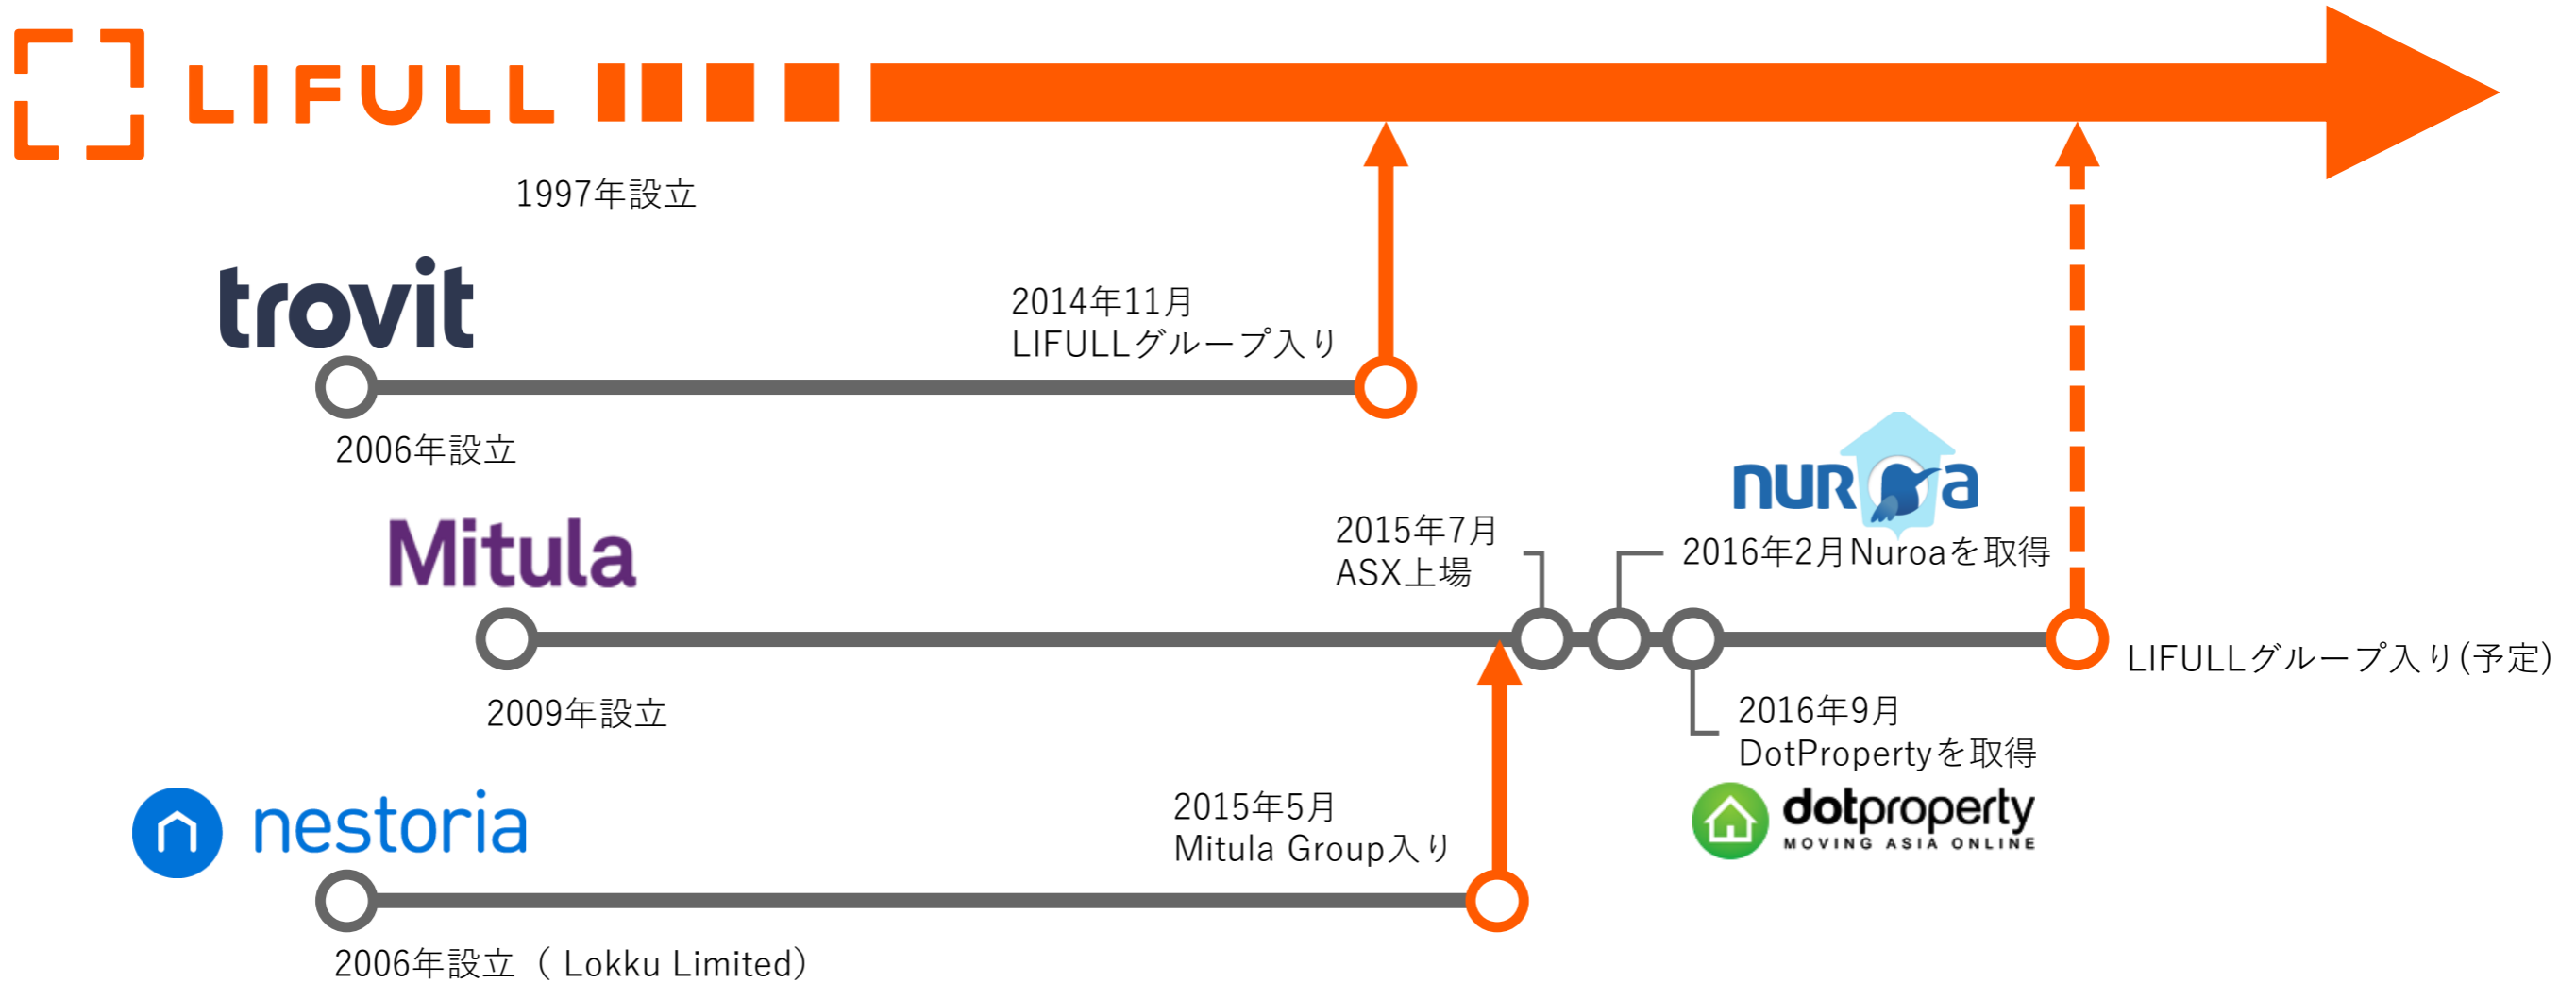 LIFULL
1997年設立
trovit
2014年11月
LIFULLグループ入り
2006年設立
nuroa
Mitula
2015年7月
ASX上場
2016年2月Nuroaを取得
LIFULLグループ入り(予定)
2009年設立
2016年9月
DotPropertyを取得
nestoria
2015年5月
Mitula Group入り
dotproperty
MOVING ASIA ONLINE
2006年設立（ Lokku Limited）